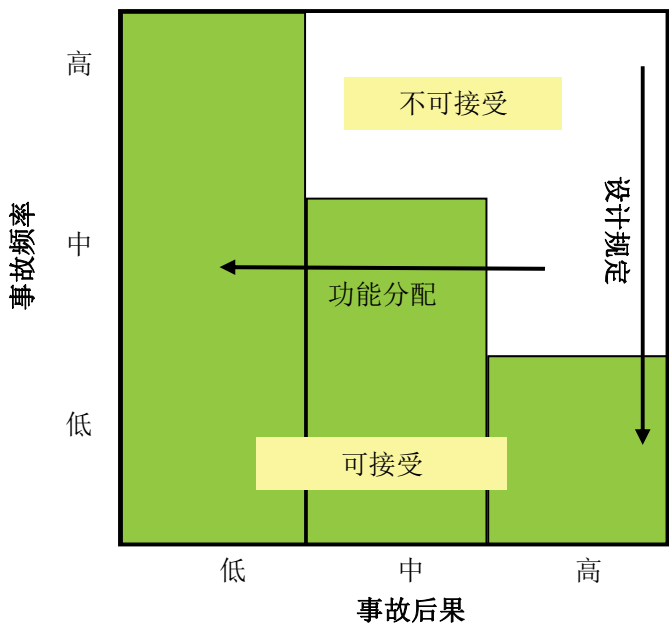 高
不可接受
设计规定
事故频率
中
功能分配
低
可接受
低
中
高
事故后果